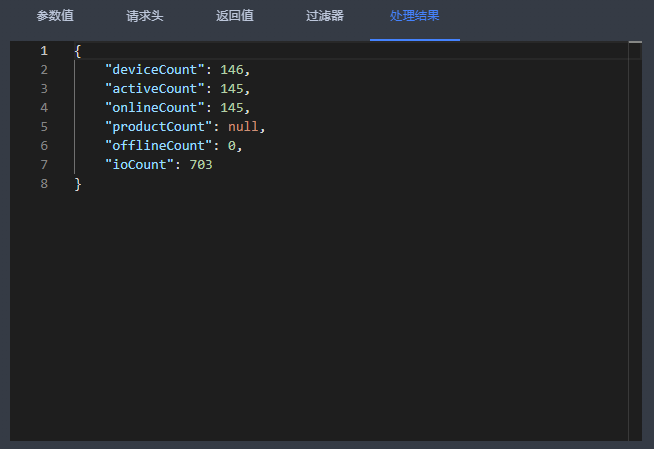 参数值 请求头 返回值 过滤器 处理结果
1 {
2 "deviceCount": 146,
3 "activeCount": 145,
4 "onlineCount": 145,
5 "productCount": null,
6 "offlineCount": 0,
7 "ioCount": 703
8 }